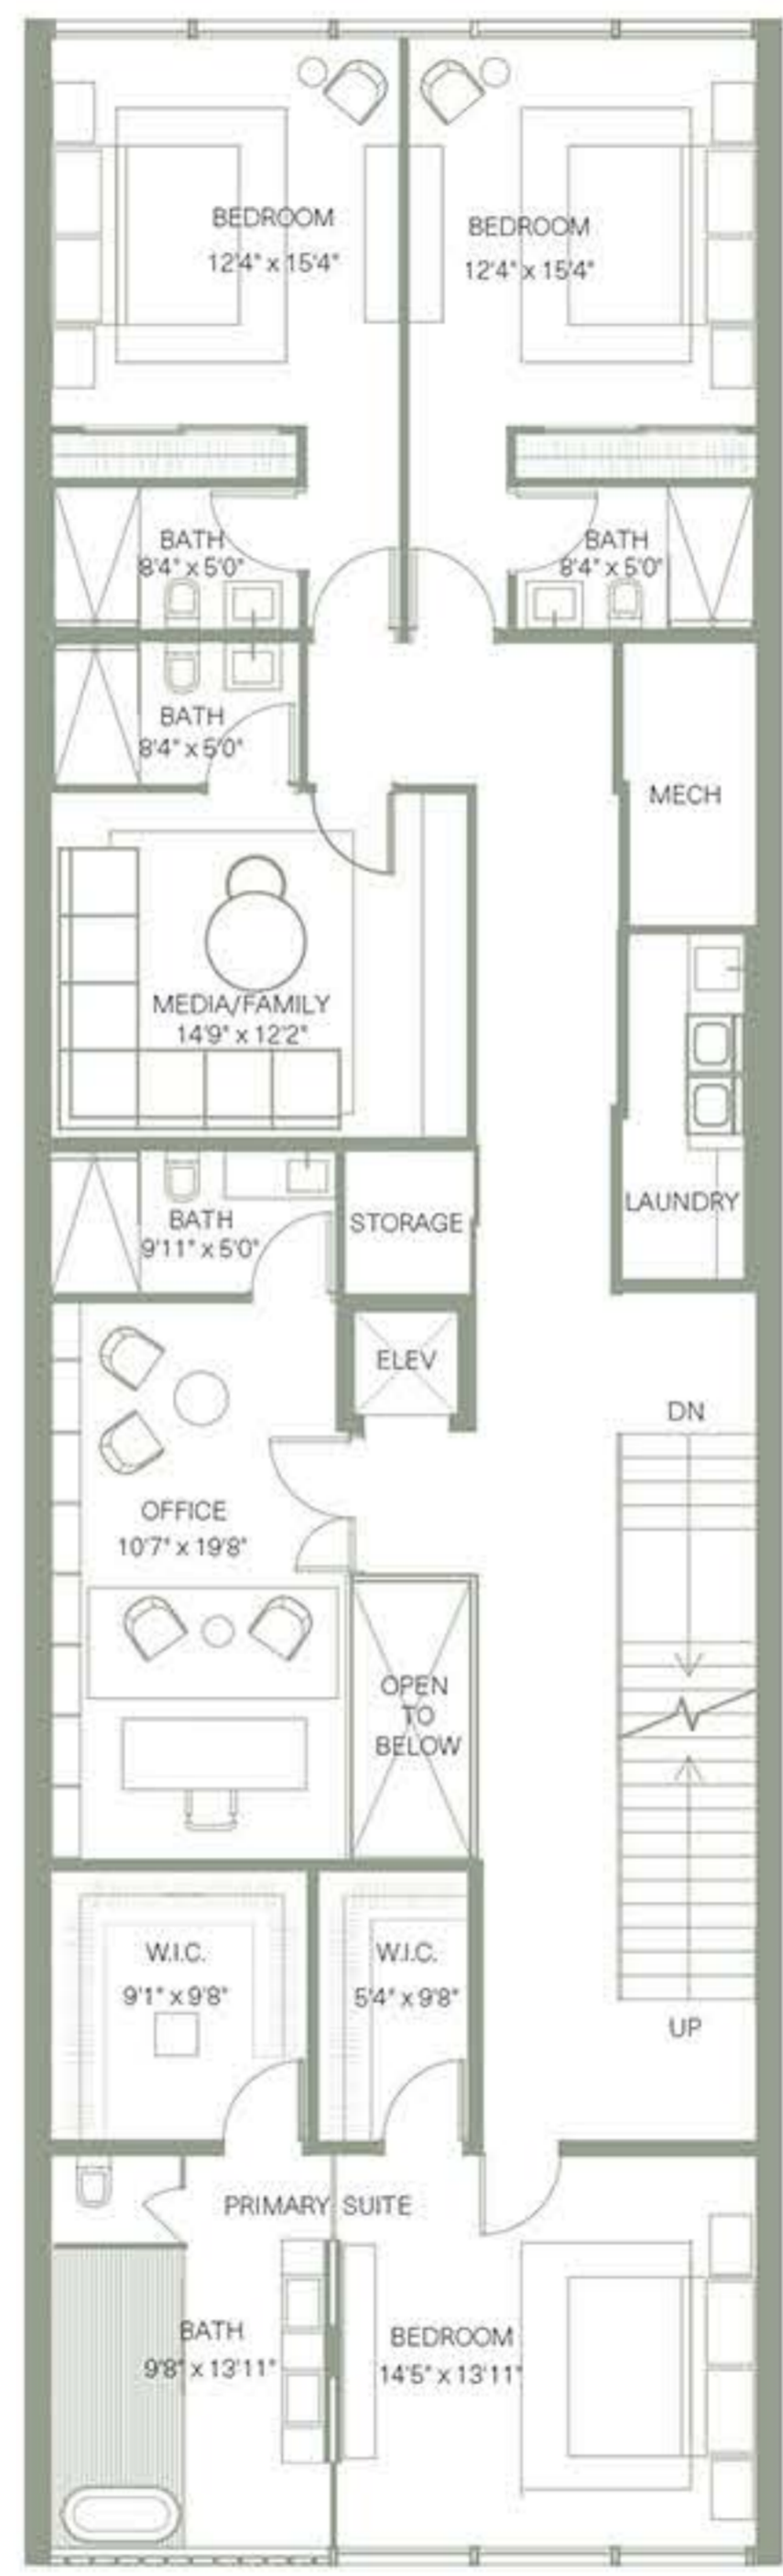 BEDROOM
12'4" x 15'4"
BEDROOM
12'4" x 15'4"
BATH
8'4" x 5'0"
BATH
8'4" x 5'0"
BATH
8'4" x 5'0"
MECH
MEDIA/FAMILY
14'9" x 12'2"
LAUNDRY
BATH
9'11" x 5'0"
STORAGE
ELEV
DN
OFFICE
10'7" x 19'8"
OPEN
TO
BELOW
W.I.C.
9'1" x 9'8"
W.I.C.
5'4" x 9'8"
UP
PRIMARY SUITE
BATH
9'8" x 13'11"
BEDROOM
14'5" x 13'11"